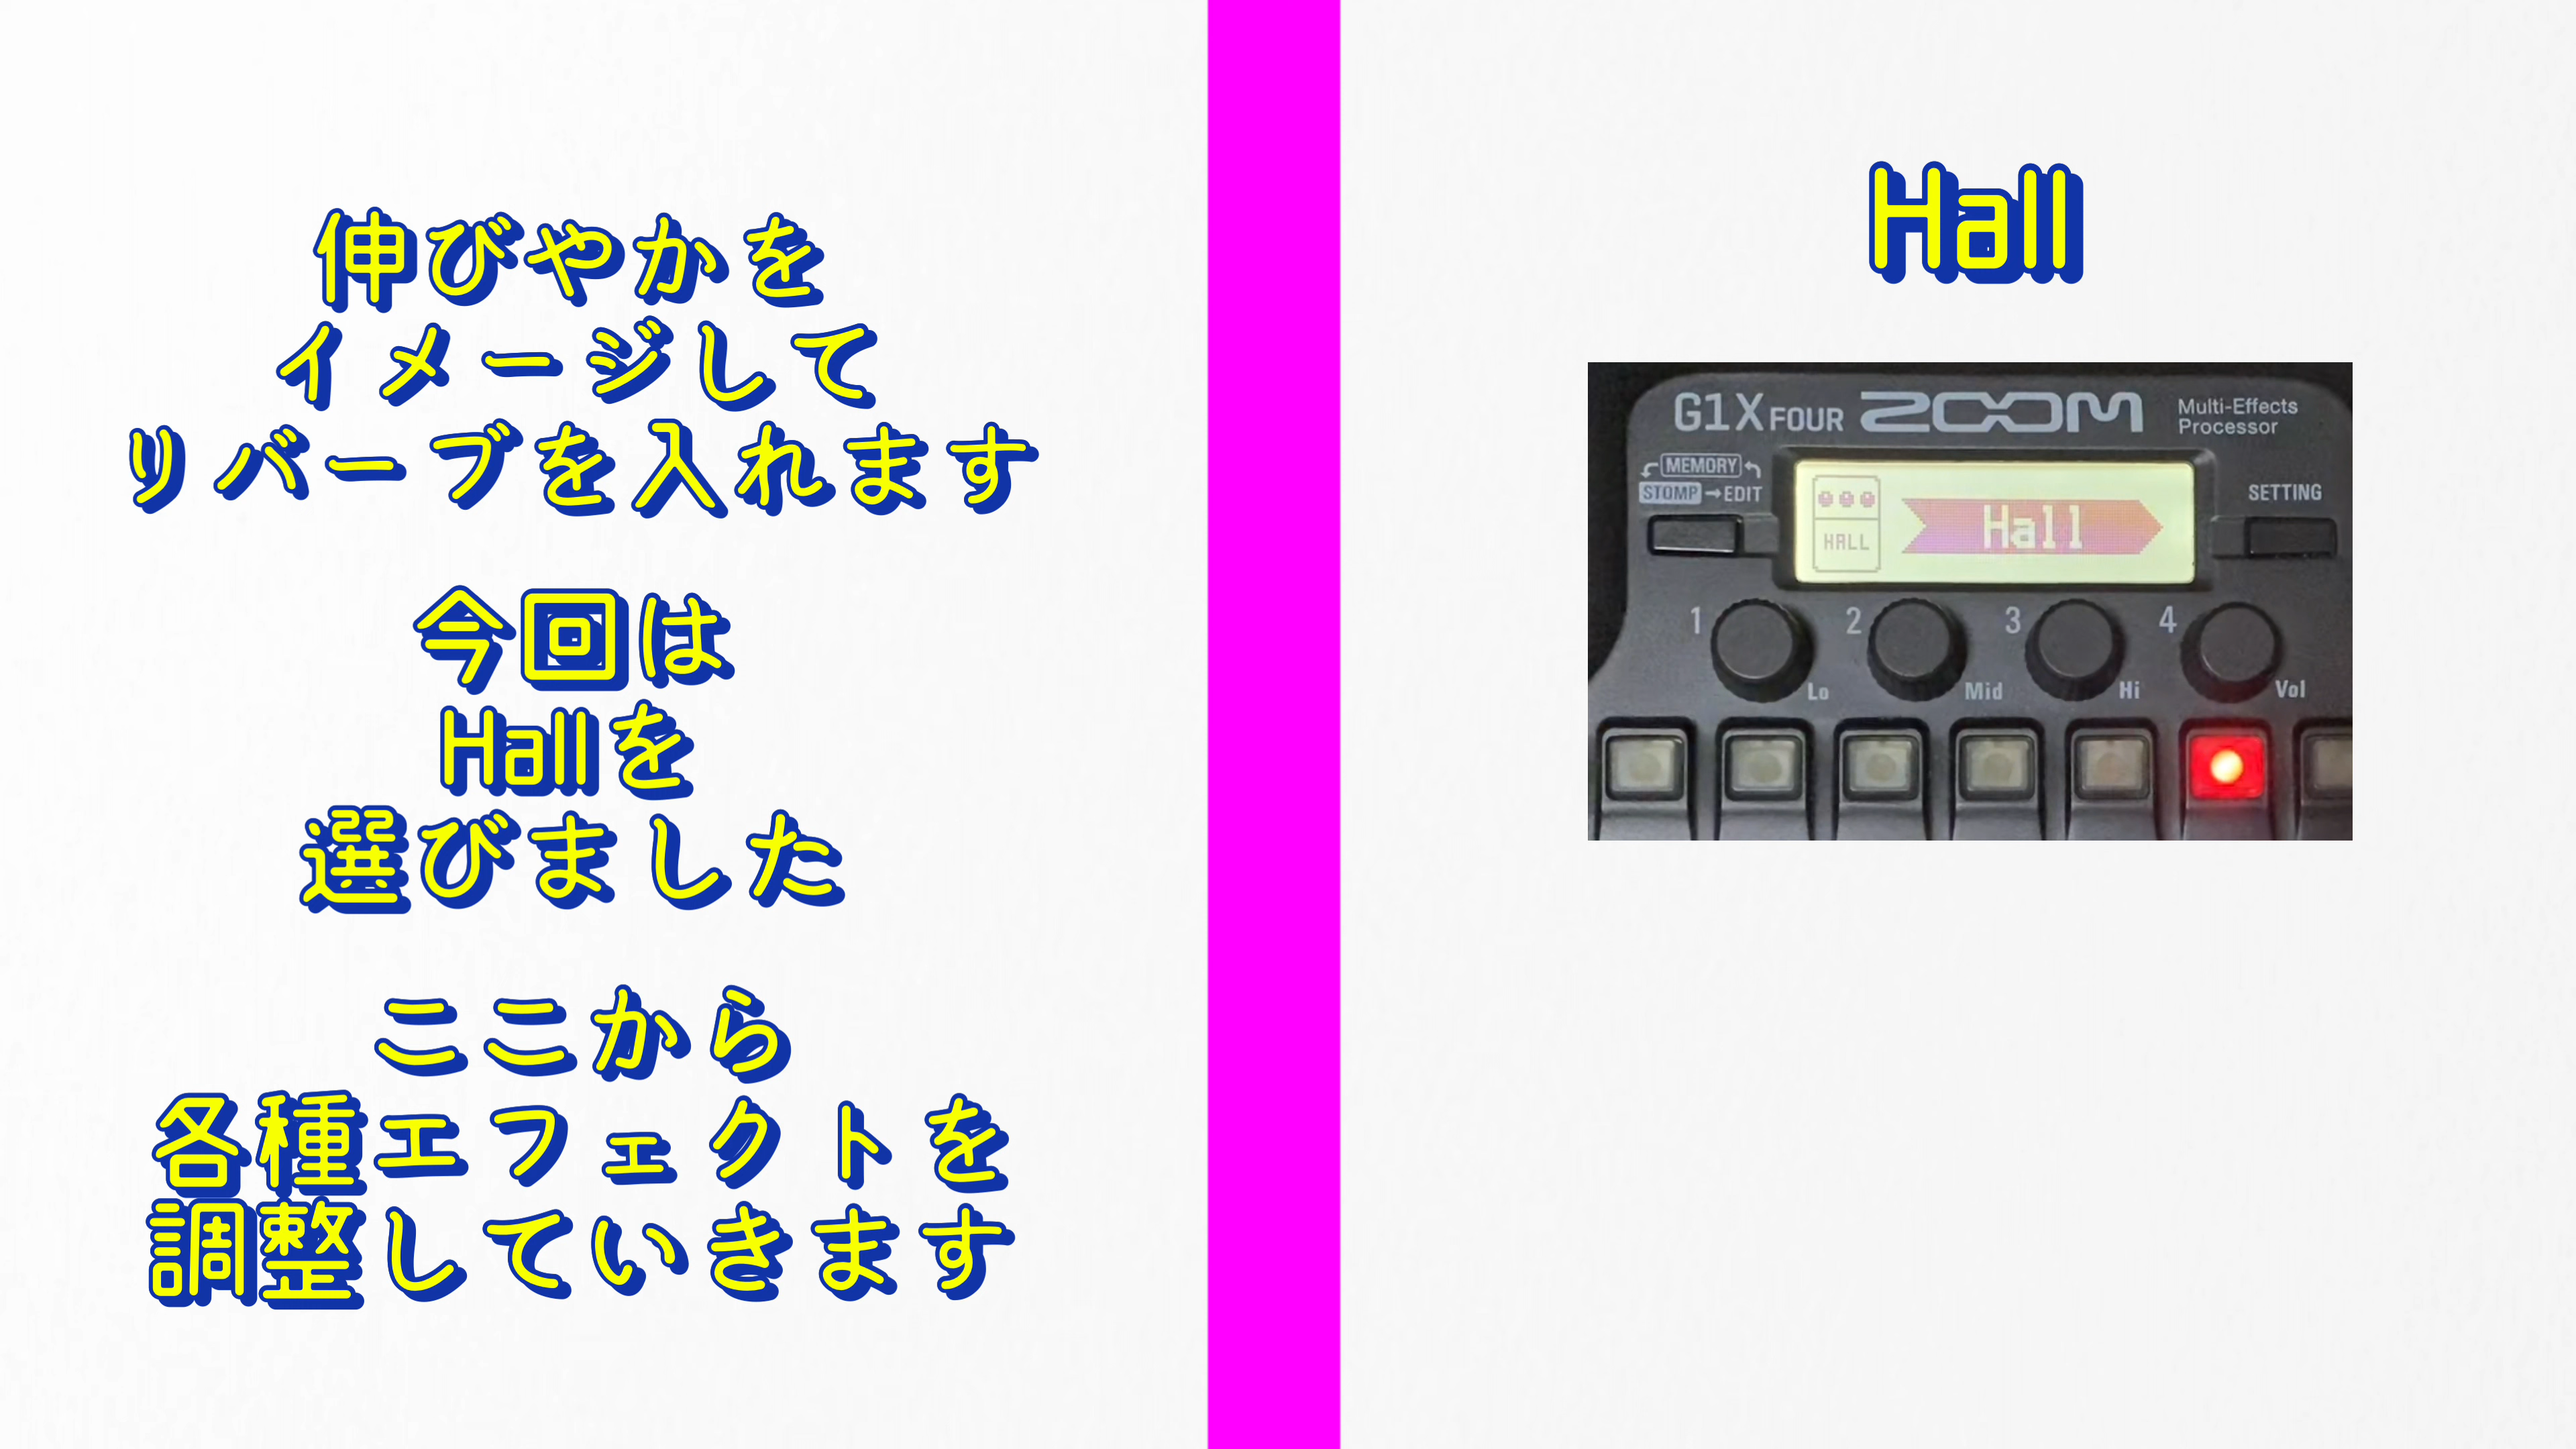 伸びやかを
イメージして
リバーブを入れます
今回は
Hallを
選びました
ここから
各種エフェクトを
調整していきます
Hall
G1X FOUR ZOOM Multi-Effects Processor
MEMORY
STOMP→EDIT
SETTING
HALL
Hall
1 2 3 4
Lo Mid Hi Vol